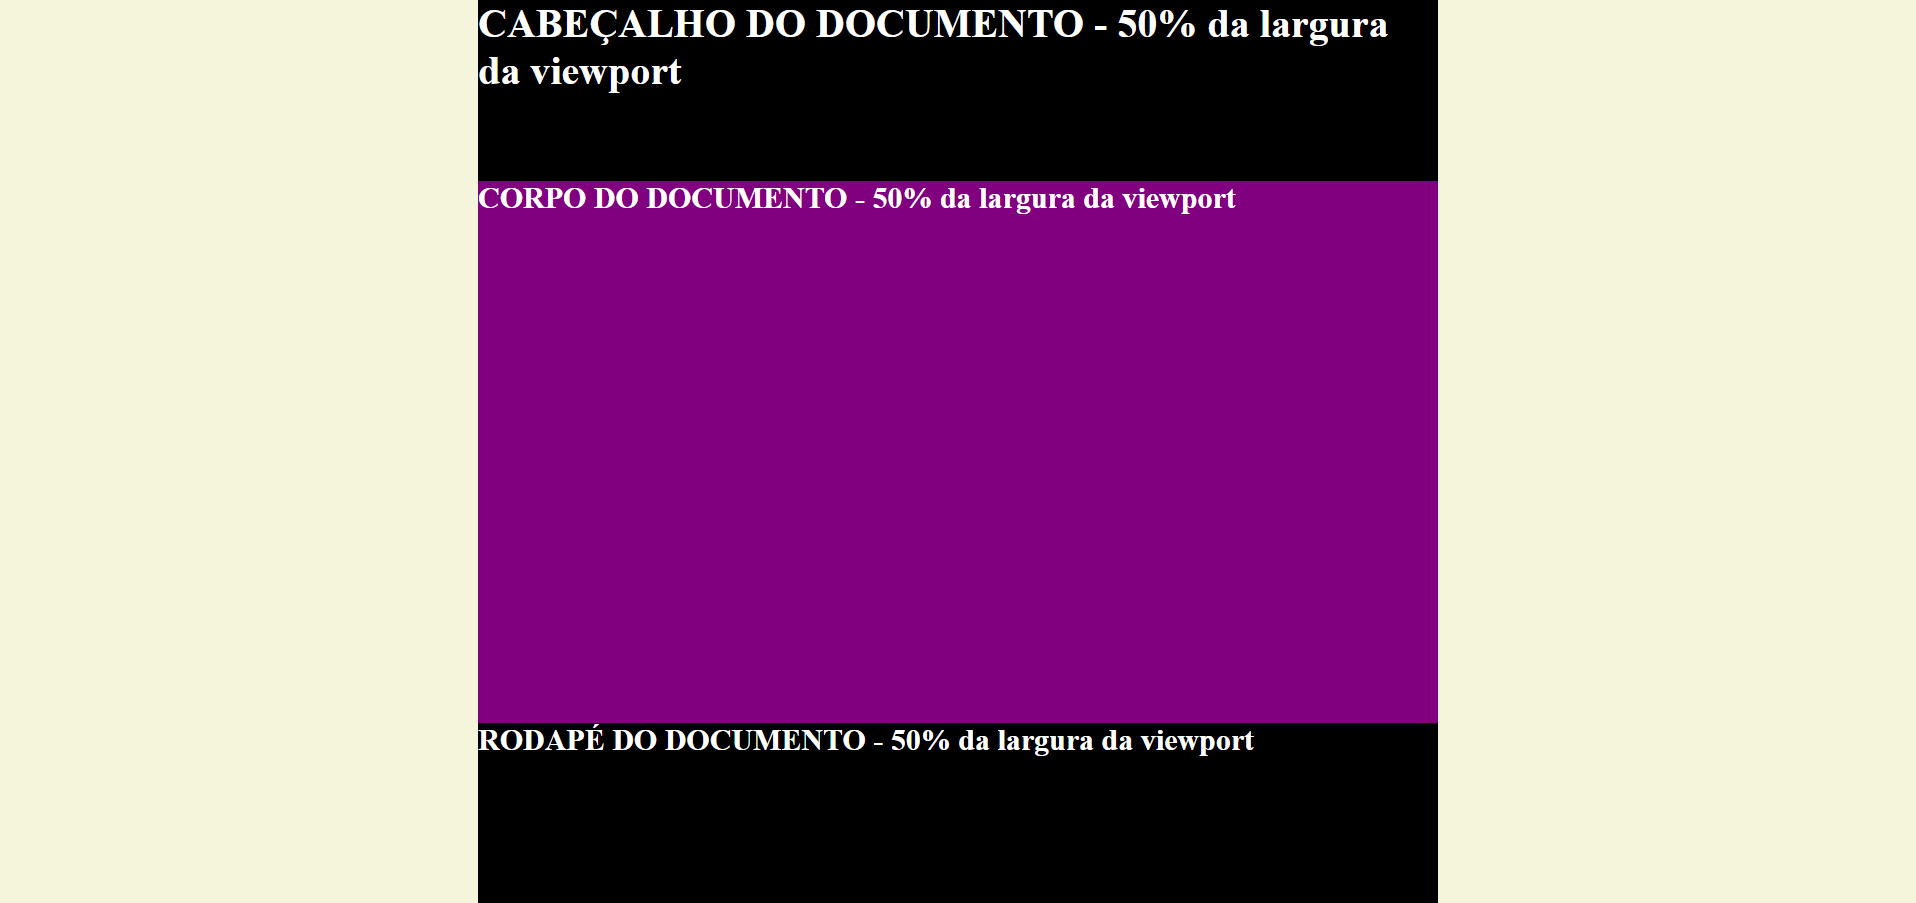 CABEÇALHO DO DOCUMENTO - 50% da largura
da viewport
CORPO DO DOCUMENTO - 50% da largura da viewport
RODAPÉ DO DOCUMENTO - 50% da largura da viewport